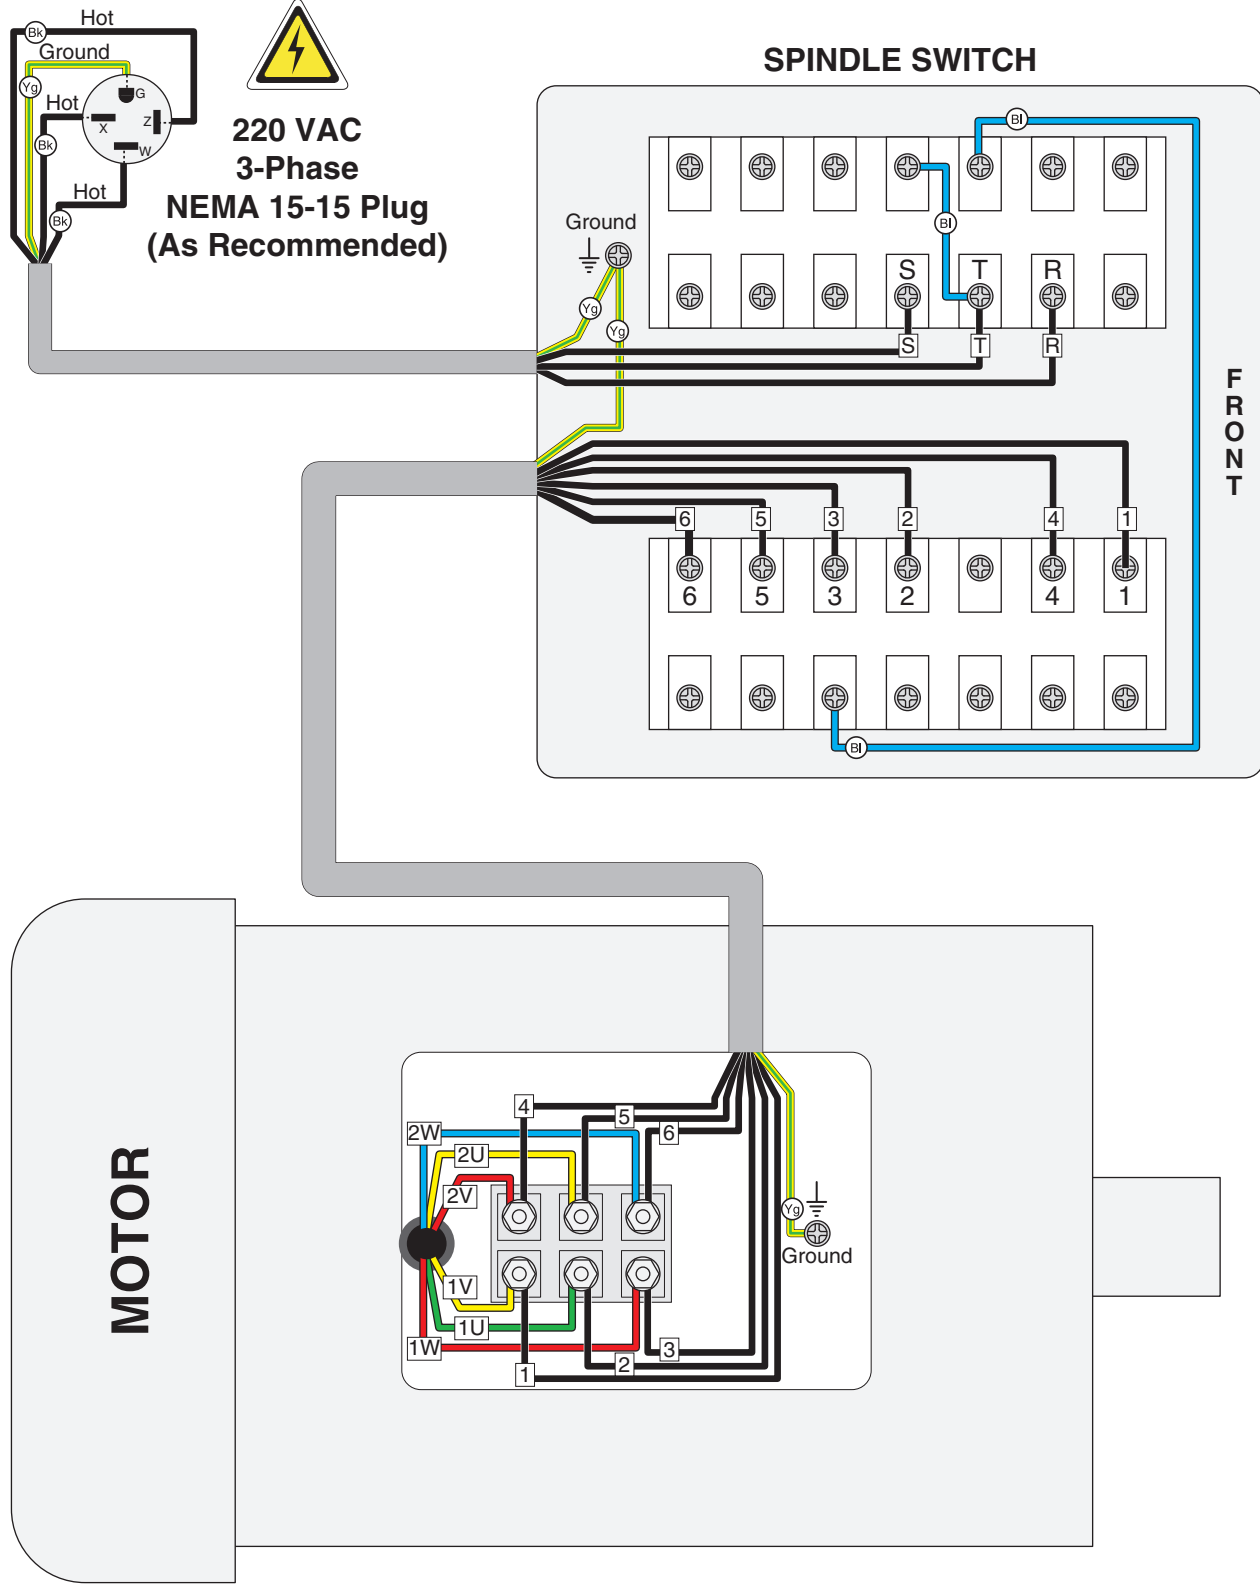 Hot
Bk
Ground
Yg
G
Hot
X
Z
Bk
W
Hot
Bk
220 VAC
3-Phase
NEMA 15-15 Plug
(As Recommended)
SPINDLE SWITCH
Bl
Bl
Ground
Yg
Yg
S T R
S T R
FRONT
6 5 3 2 4 1
6 5 3 2 4 1
Bl
MOTOR
4
5
6
2W
2U
2V
1V
1U
1W
1
2
3
Yg
Ground